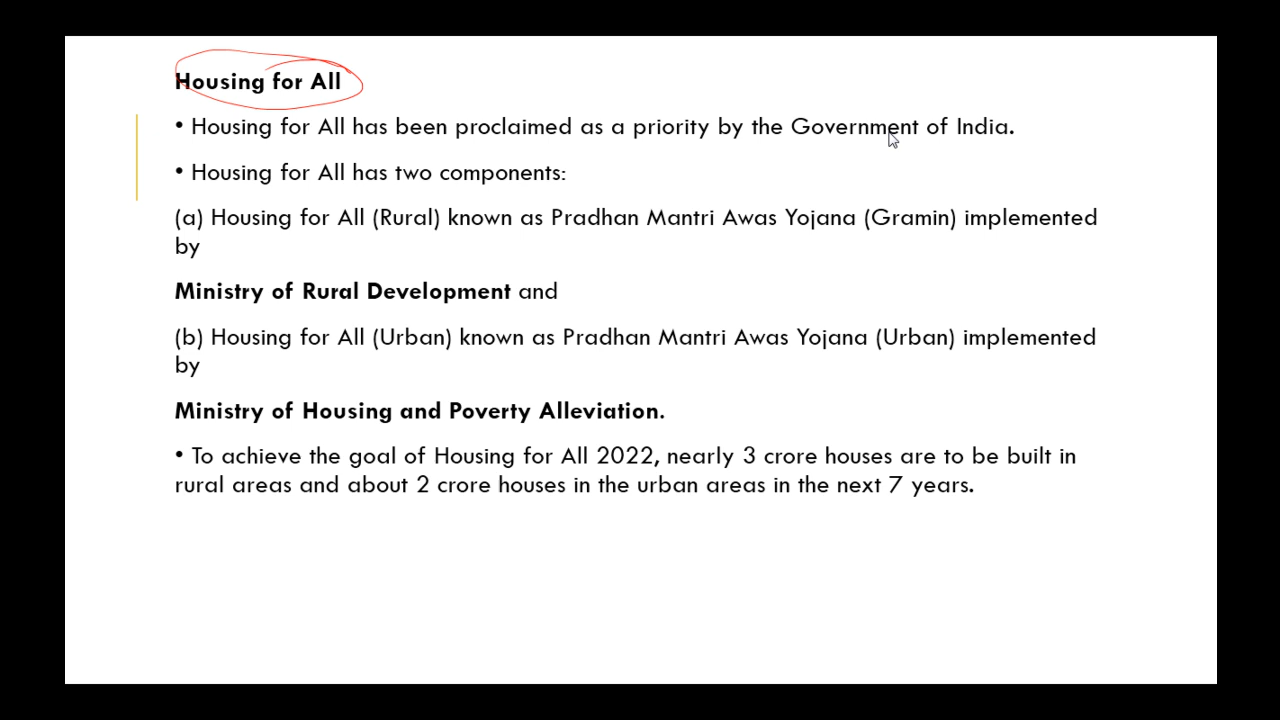 Housing for All
• Housing for All has been proclaimed as a priority by the Government of India.
• Housing for All has two components:
(a) Housing for All (Rural) known as Pradhan Mantri Awas Yojana (Gramin) implemented
by
Ministry of Rural Development and
(b) Housing for All (Urban) known as Pradhan Mantri Awas Yojana (Urban) implemented
by
Ministry of Housing and Poverty Alleviation.
• To achieve the goal of Housing for All 2022, nearly 3 crore houses are to be built in
rural areas and about 2 crore houses in the urban areas in the next 7 years.